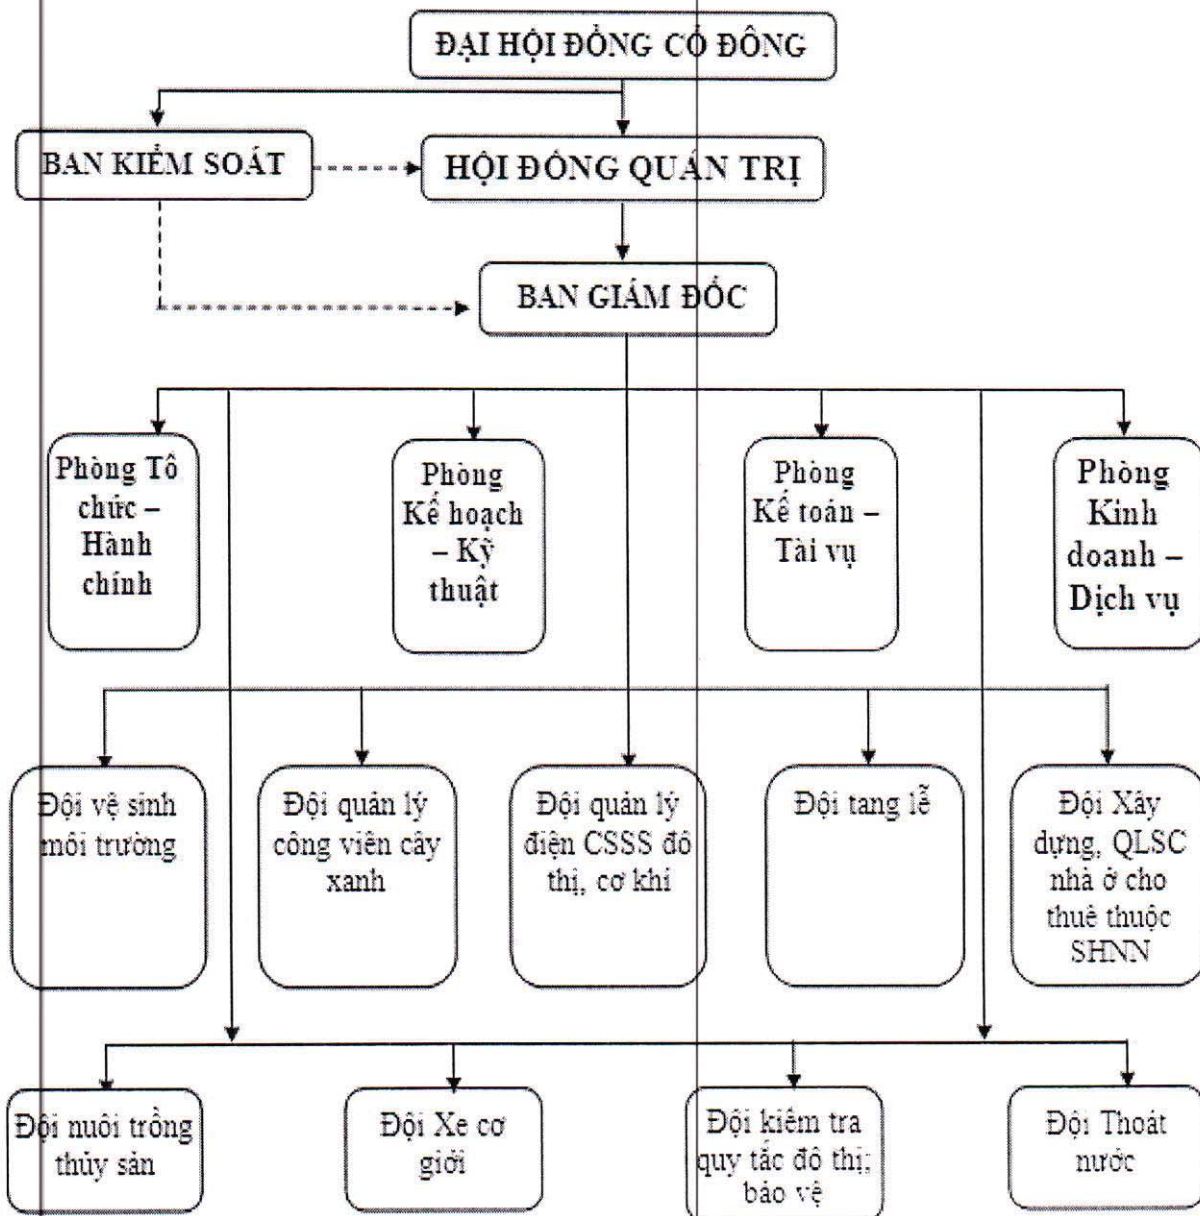 ĐẠI HỘI ĐỒNG CỔ ĐÔNG
BAN KIỂM SOÁT
HỘI ĐỒNG QUẢN TRỊ
BAN GIÁM ĐỐC
Phòng Tổ
chức –
Hành
chính
Phòng
Kế hoạch
– Kỹ
thuật
Phòng
Kế toán –
Tài vụ
Phòng
Kinh
doanh –
Dịch vụ
Đội vệ sinh
môi trường
Đội quản lý
công viên cây
xanh
Đội quản lý
điện CSSS đô
thị, cơ khí
Đội tang lễ
Đội Xây
dựng, QLSC
nhà ở cho
thuê thuộc
SHNN
Đội nuôi trồng
thủy sản
Đội Xe cơ
giới
Đội kiểm tra
quy tắc đô thị;
bảo vệ
Đội Thoát
nước